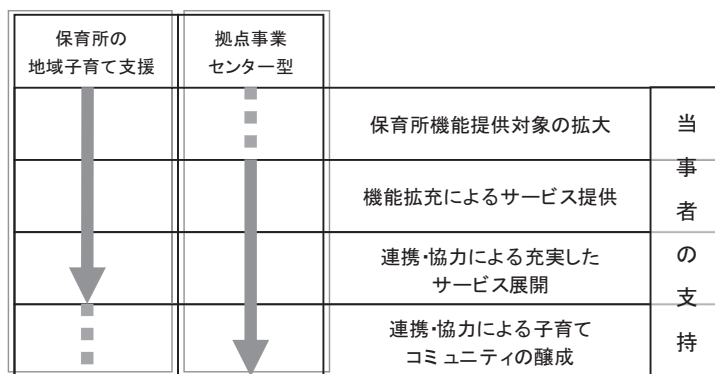 保育所の
地域子育て支援
拠点事業
センター型
保育所機能提供対象の拡大
機能拡充によるサービス提供
連携・協力による充実した
サービス展開
連携・協力による子育て
コミュニティの醸成
当事者の支持